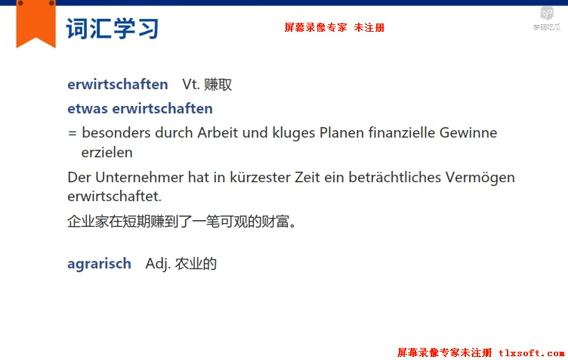 词汇学习
屏幕录像专家 未注册
erwirtschaften Vt. 赚取
etwas erwirtschaften
= besonders durch Arbeit und kluges Planen finanzielle Gewinne
erzielen
Der Unternehmer hat in kürzester Zeit ein beträchtliches Vermögen
erwirtschaftet.
企业家在短期赚到了一笔可观的财富。
agrarisch Adj. 农业的
屏幕录像专家未注册 tlxsoft.com